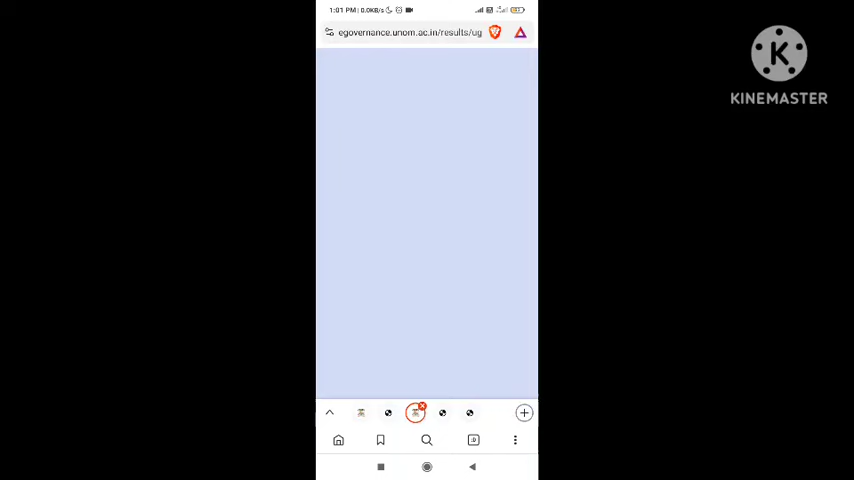 1:01 PM | 0.0KB/s
egovernance.unom.ac.in/results/ug
K
KINEMASTER
:D